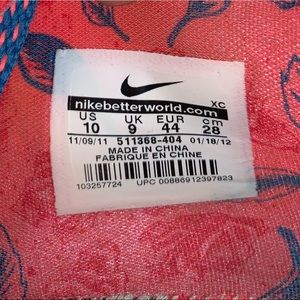 nikebetterworld.com XC
US UK EUR cm
10 9 44 28
11/09/11 511368-404 01/18/12
MADE IN CHINA
FABRIQUE EN CHINE
103257724 UPC 00886912397823